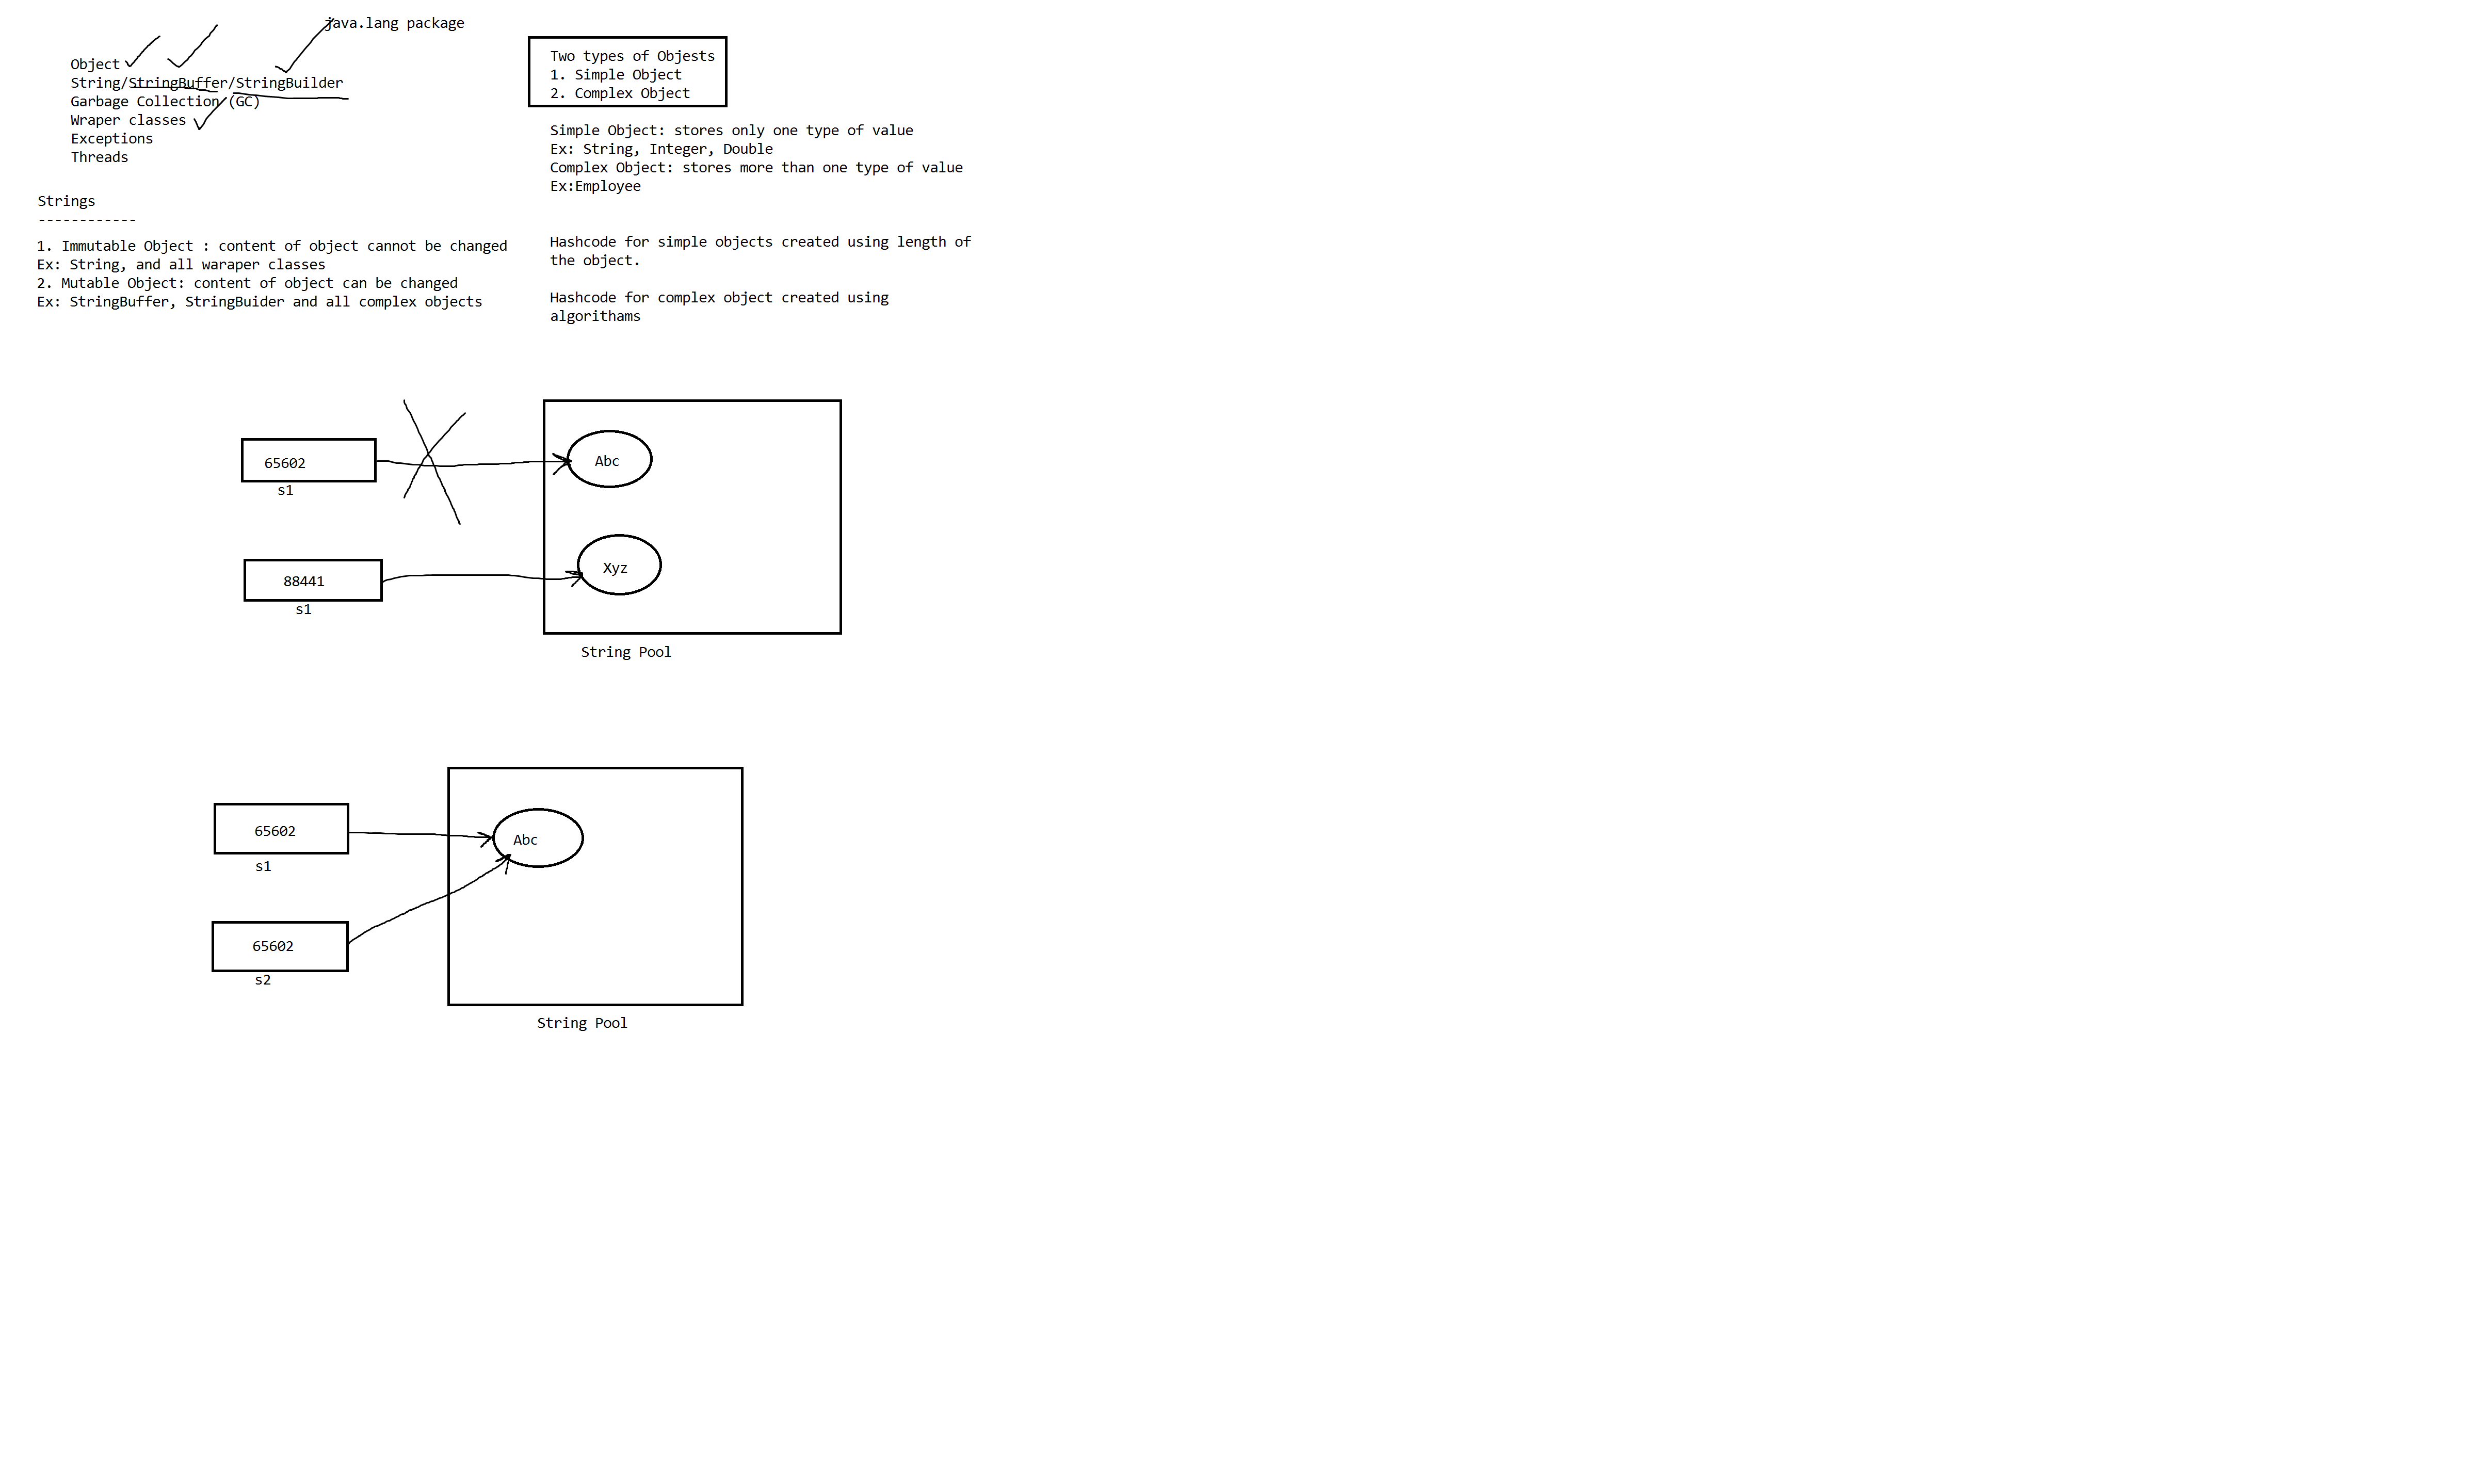 java.lang package
Object
String/StringBuffer/StringBuilder
Garbage Collection (GC)
Wraper classes
Exceptions
Threads
Two types of Objests
1. Simple Object
2. Complex Object
Simple Object: stores only one type of value
Ex: String, Integer, Double
Complex Object: stores more than one type of value
Ex:Employee
Strings
------------
1. Immutable Object : content of object cannot be changed
Ex: String, and all waraper classes
2. Mutable Object: content of object can be changed
Ex: StringBuffer, StringBuider and all complex objects
Hashcode for simple objects created using length of
the object.
Hashcode for complex object created using
algorithams
65602
s1
Abc
88441
s1
Xyz
String Pool
65602
s1
Abc
65602
s2
String Pool